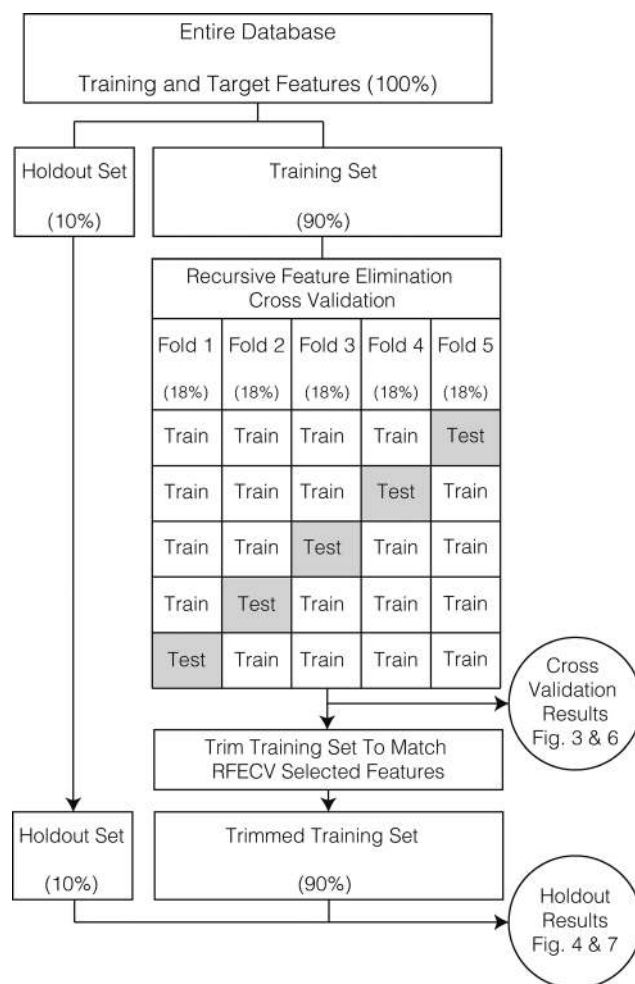 Entire Database
Training and Target Features (100%)
Holdout Set
(10%)
Training Set
(90%)
Recursive Feature Elimination
Cross Validation
Fold 1 Fold 2 Fold 3 Fold 4 Fold 5
(18%) (18%) (18%) (18%) (18%)
Train Train Train Train Test
Train Train Train Test Train
Train Train Test Train Train
Train Test Train Train Train
Test Train Train Train Train
Cross
Validation
Results
Fig. 3 & 6
Trim Training Set To Match
RFECV Selected Features
Holdout Set
(10%)
Trimmed Training Set
(90%)
Holdout
Results
Fig. 4 & 7